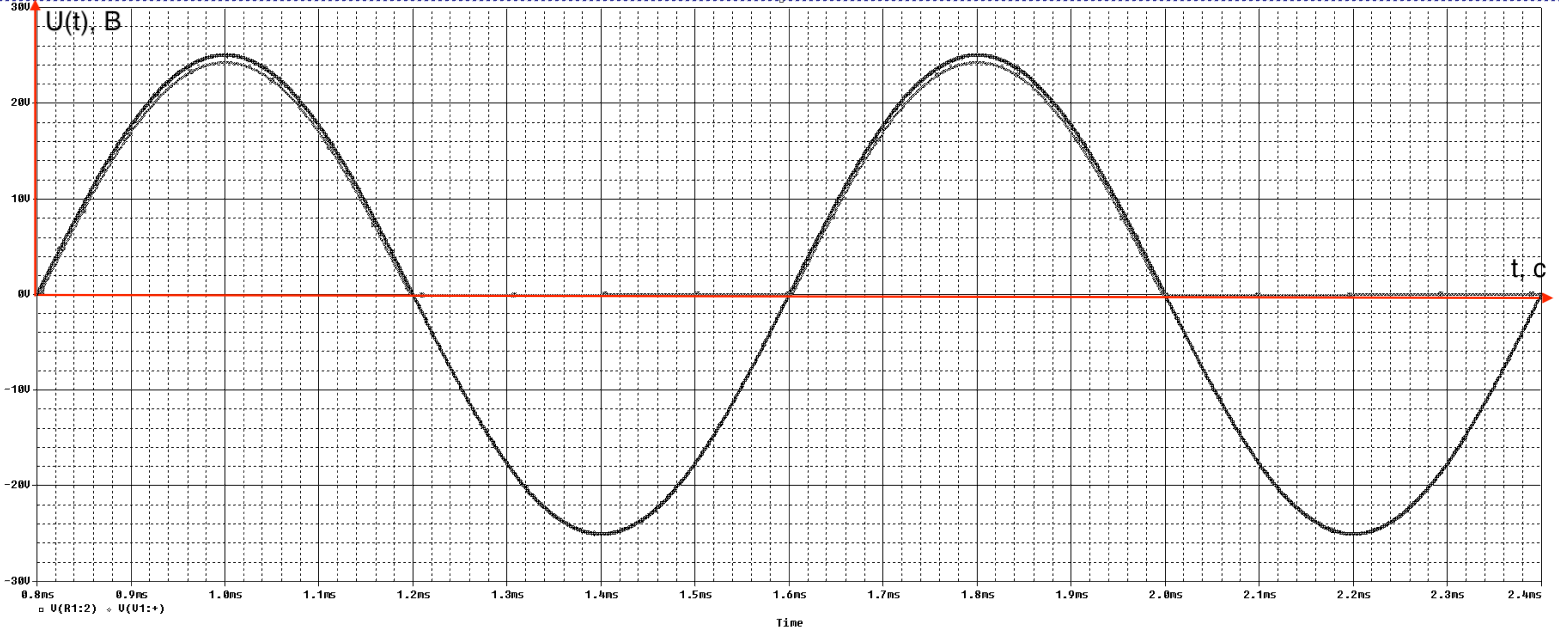 30V
U(t), В
20V
10V
0V
t, c
-10V
-20V
-30V
0.8ms 0.9ms 1.0ms 1.1ms 1.2ms 1.3ms 1.4ms 1.5ms 1.6ms 1.7ms 1.8ms 1.9ms 2.0ms 2.1ms 2.2ms 2.3ms 2.4ms
V(R1:2) V(V1:+)
Time